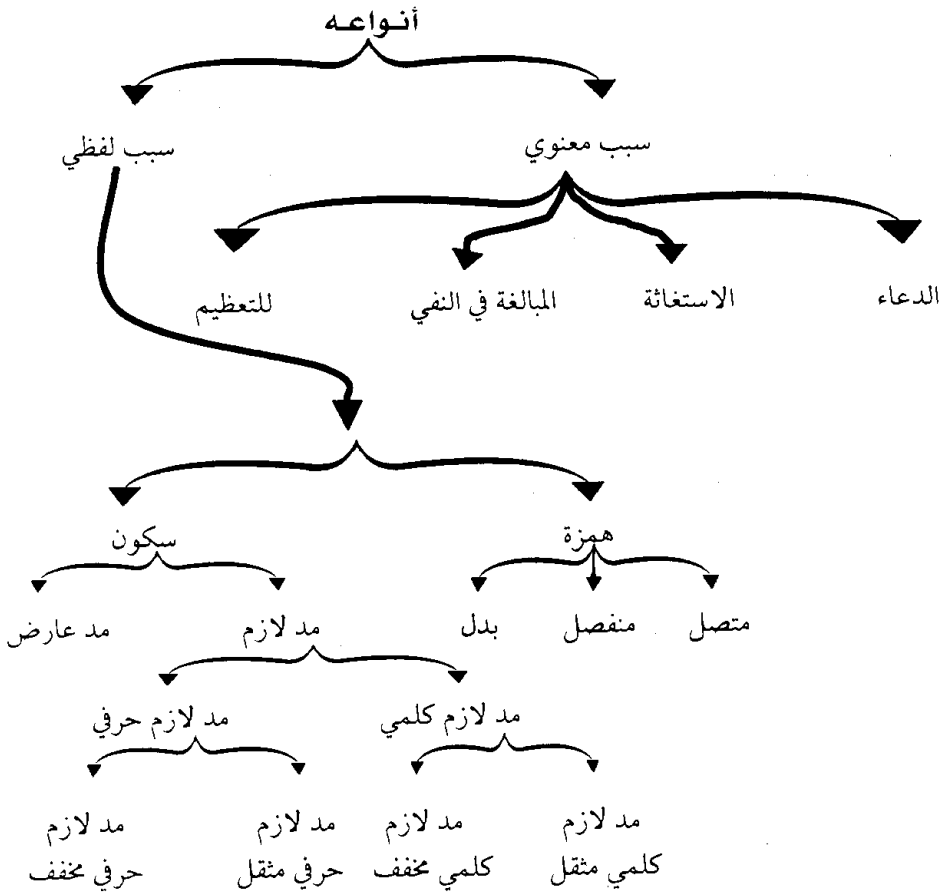 أنواعه
سبب معنوي
سبب لفظي
الدعاء
الاستغاثة
المبالغة في النفي
للتعظيم
همزة
سكون
متصل
منفصل
بدل
مد لازم
مد عارض
مد لازم كلمي
مد لازم حرفي
مد لازم
كلمي مثقل
مد لازم
كلمي مخفف
مد لازم
حرفي مثقل
مد لازم
حرفي مخفف